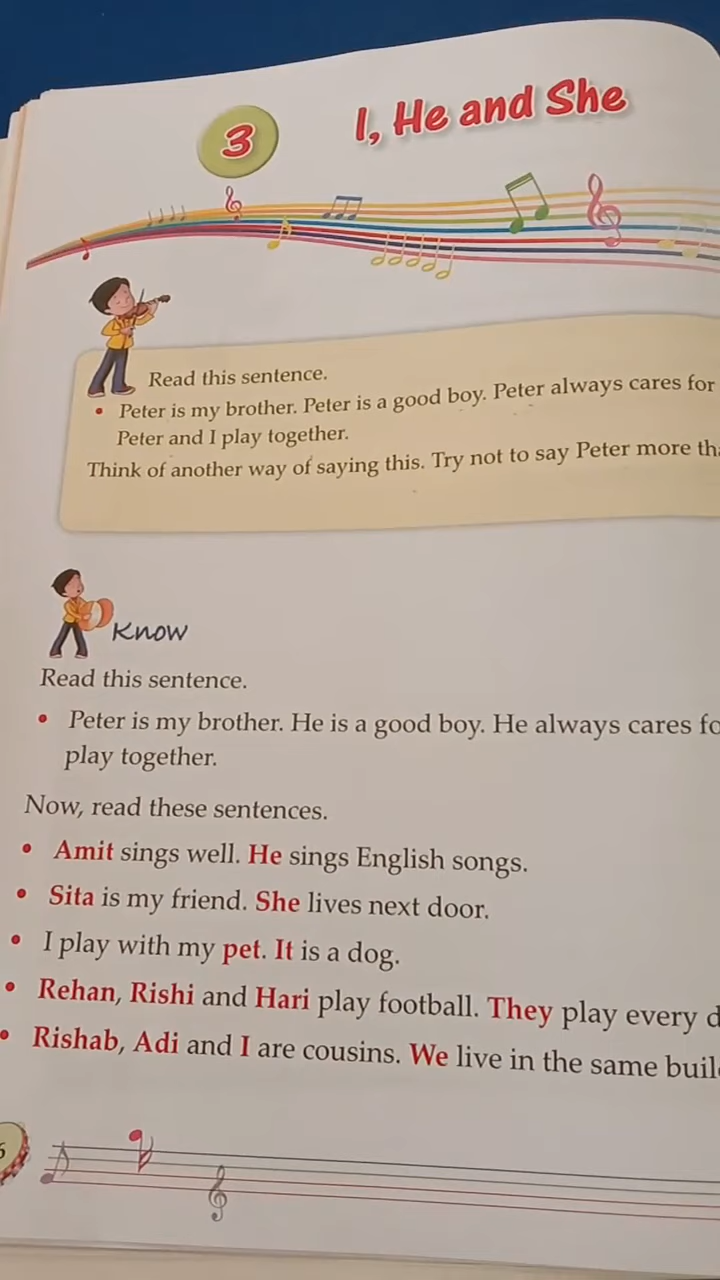 3
I, He and She
Read this sentence.
• Peter is my brother. Peter is a good boy. Peter always cares for
Peter and I play together.
Think of another way of saying this. Try not to say Peter more
Know
Read this sentence.
• Peter is my brother. He is a good boy. He always cares
play together.
Now, read these sentences.
• Amit sings well. He sings English songs.
• Sita is my friend. She lives next door.
• I play with my pet. It is a dog.
• Rehan, Rishi and Hari play football. They play every
• Rishab, Adi and I are cousins. We live in the same